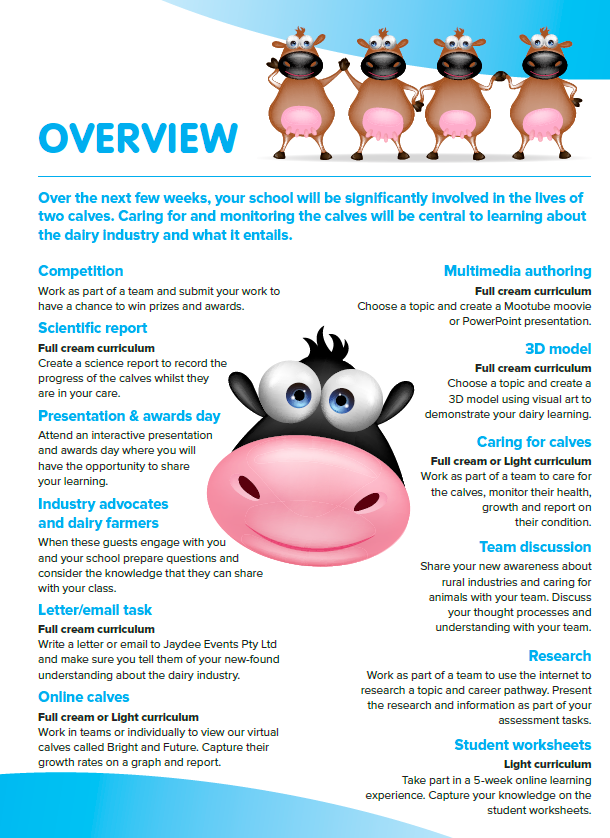 OVERVIEW
Over the next few weeks, your school will be significantly involved in the lives of
two calves. Caring for and monitoring the calves will be central to learning about
the dairy industry and what it entails.
Competition
Work as part of a team and submit your work to
have a chance to win prizes and awards.
Scientific report
Full cream curriculum
Create a science report to record the
progress of the calves whilst they
are in your care.
Presentation & awards day
Attend an interactive presentation
and awards day where you will
have the opportunity to share
your learning.
Industry advocates
and dairy farmers
When these guests engage with you
and your school prepare questions and
consider the knowledge that they can share
with your class.
Letter/email task
Full cream curriculum
Write a letter or email to Jaydee Events Pty Ltd
and make sure you tell them of your new-found
understanding about the dairy industry.
Online calves
Full cream or Light curriculum
Work in teams or individually to view our virtual
calves called Bright and Future. Capture their
growth rates on a graph and report.
Multimedia authoring
Full cream curriculum
Choose a topic and create a Mootube moovie
or PowerPoint presentation.
3D model
Full cream curriculum
Choose a topic and create a
3D model using visual art to
demonstrate your dairy learning.
Caring for calves
Full cream or Light curriculum
Work as part of a team to care for
the calves, monitor their health,
growth and report on
their condition.
Team discussion
Share your new awareness about
rural industries and caring for
animals with your team. Discuss
your thought processes and
understanding with your team.
Research
Work as part of a team to use the internet to
research a topic and career pathway. Present
the research and information as part of your
assessment tasks.
Student worksheets
Light curriculum
Take part in a 5-week online learning
experience. Capture your knowledge on the
student worksheets.